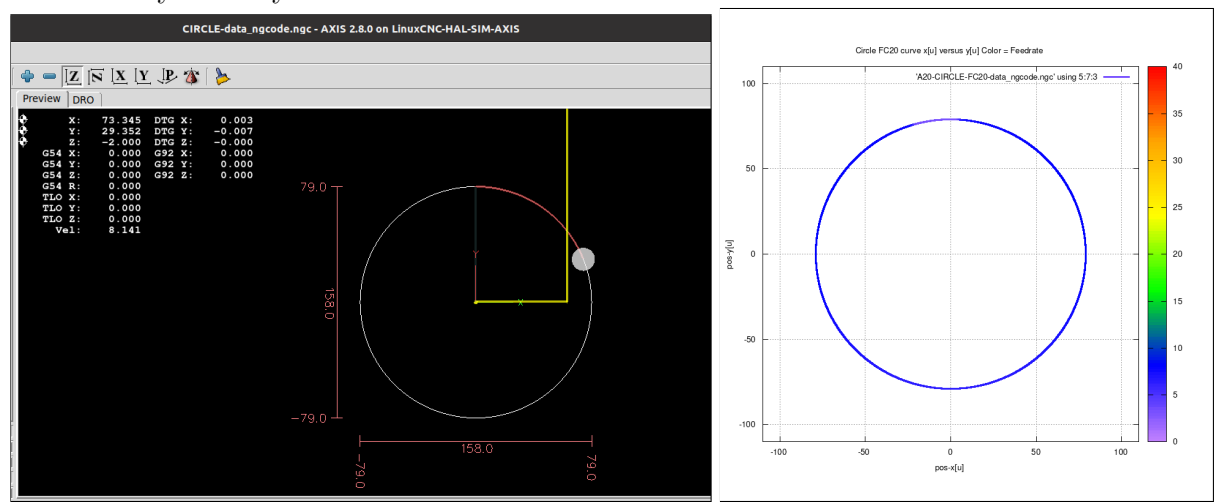 CIRCLE-data_ngcode.ngc - AXIS 2.8.0 on LinuxCNC-HAL-SIM-AXIS
Z N X Y P
Preview DRO
X: 73.345 DTG X: 0.003
Y: 29.352 DTG Y: -0.007
Z: -2.000 DTG Z: -0.000
G54 X: 0.000 G92 X: 0.000
G54 Y: 0.000 G92 Y: 0.000
G54 Z: 0.000 G92 Z: 0.000
G54 R: 0.000
TLO X: 0.000
TLO Y: 0.000
TLO Z: 0.000
Vel: 8.141
79.0
Y
158.0
X
-79.0
158.0
-79.0
79.0
Circle FC20 curve x[u] versus y[u] Color = Feedrate
'A20-CIRCLE-FC20-data_ngcode.ngc' using 5:7:3
100
50
0
-50
-100
pos-y[u]
-100 -50 0 50 100
pos-x[u]
40
35
30
25
20
15
10
5
0